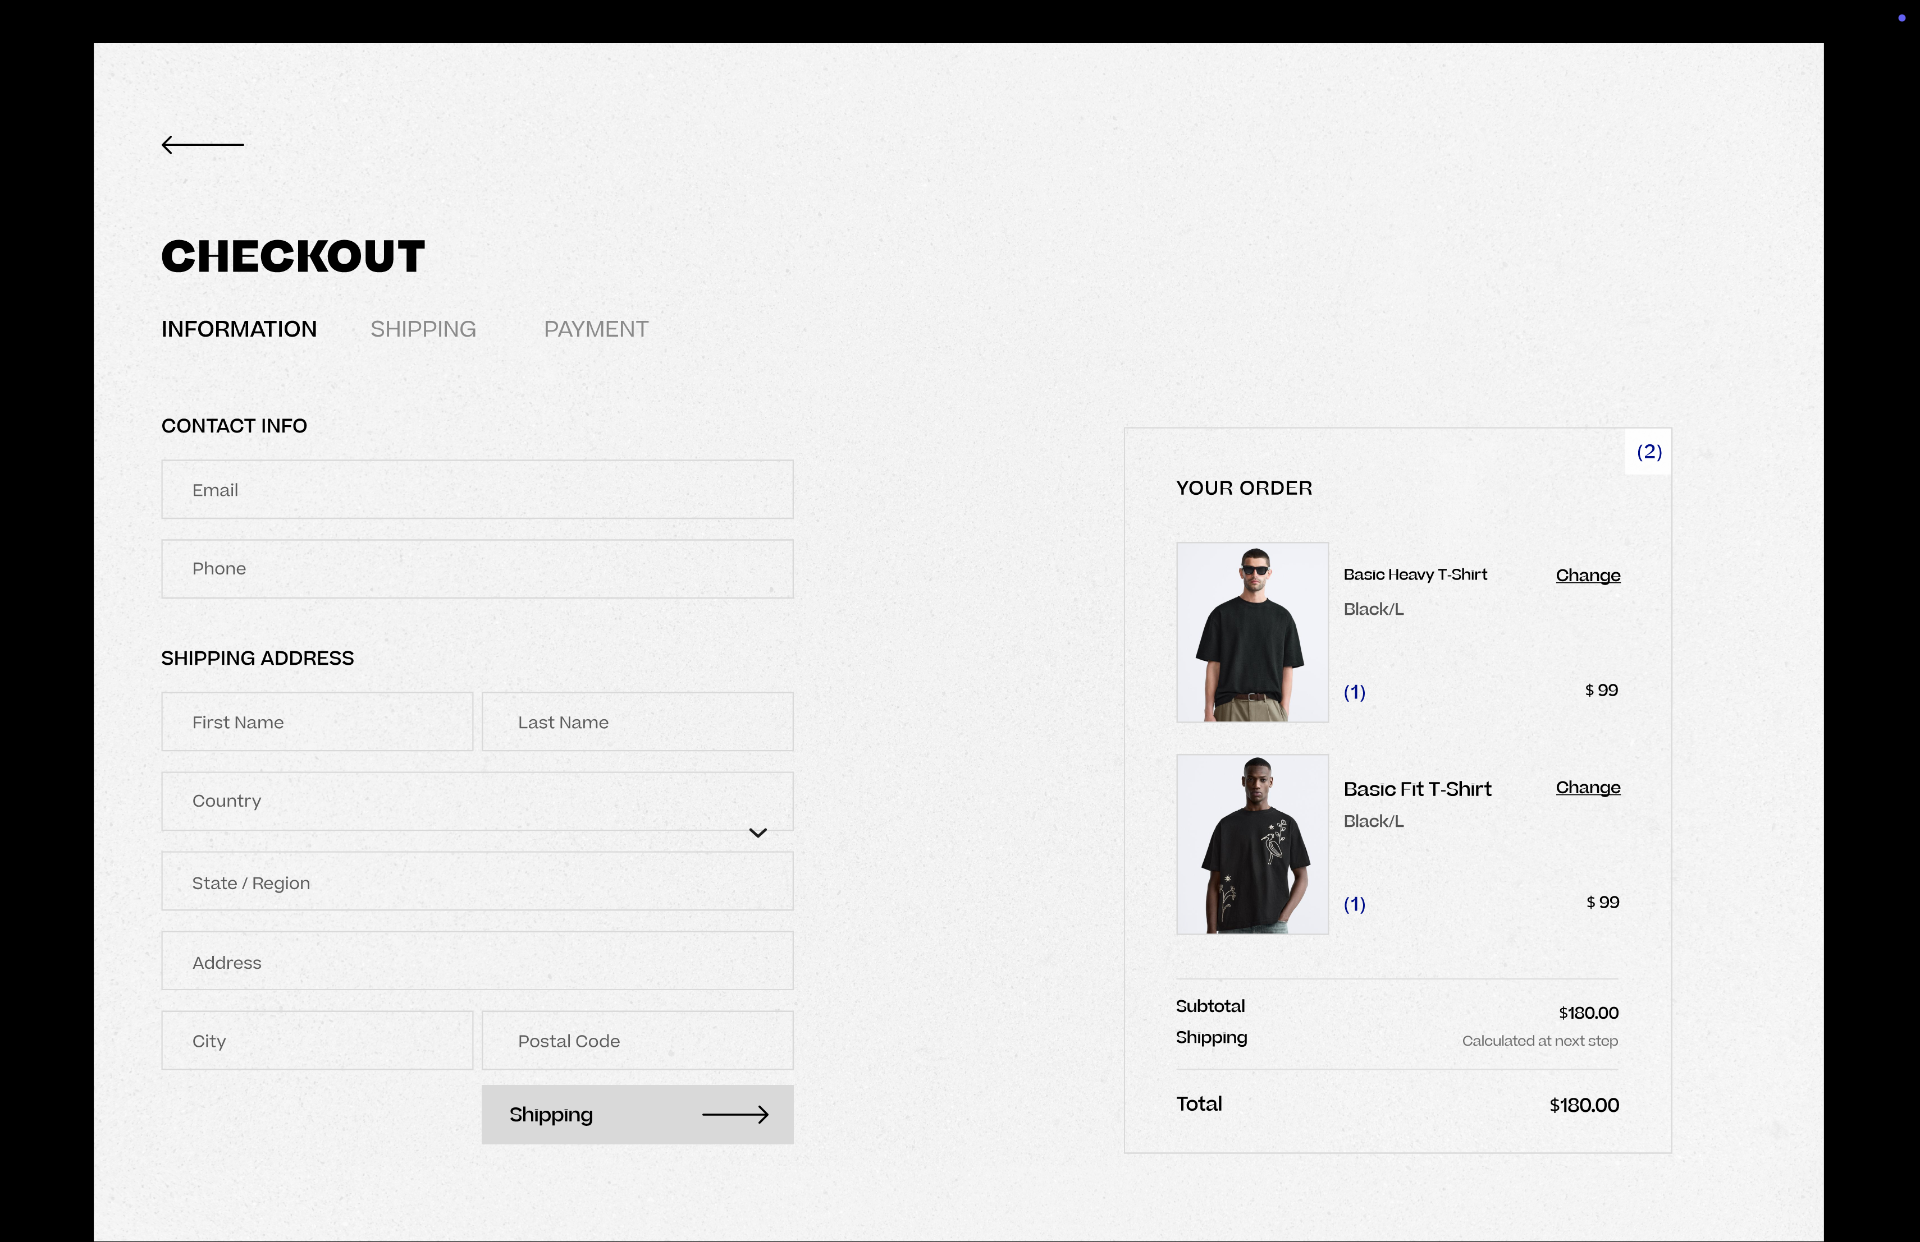 CHECKOUT
INFORMATION SHIPPING PAYMENT
CONTACT INFO
Email
Phone
SHIPPING ADDRESS
First Name Last Name
Country
State / Region
Address
City Postal Code
Shipping
(2)
YOUR ORDER
Basic Heavy T-Shirt Change
Black/L
(1) $ 99
Basic Fit T-Shirt Change
Black/L
(1) $ 99
Subtotal $180.00
Shipping Calculated at next step
Total $180.00